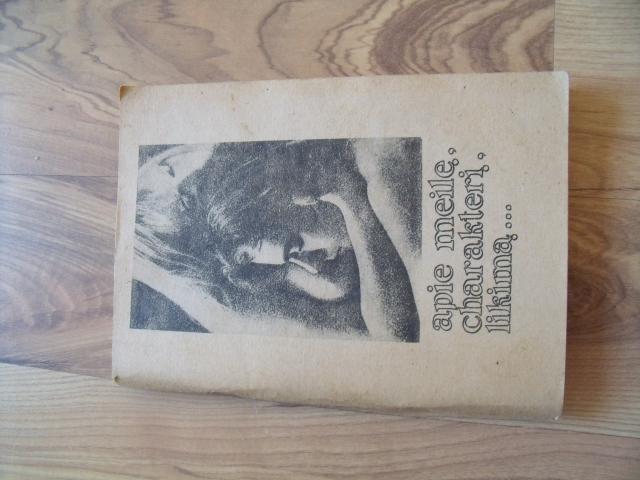 apie meilę,
charakterį,
likimą,...